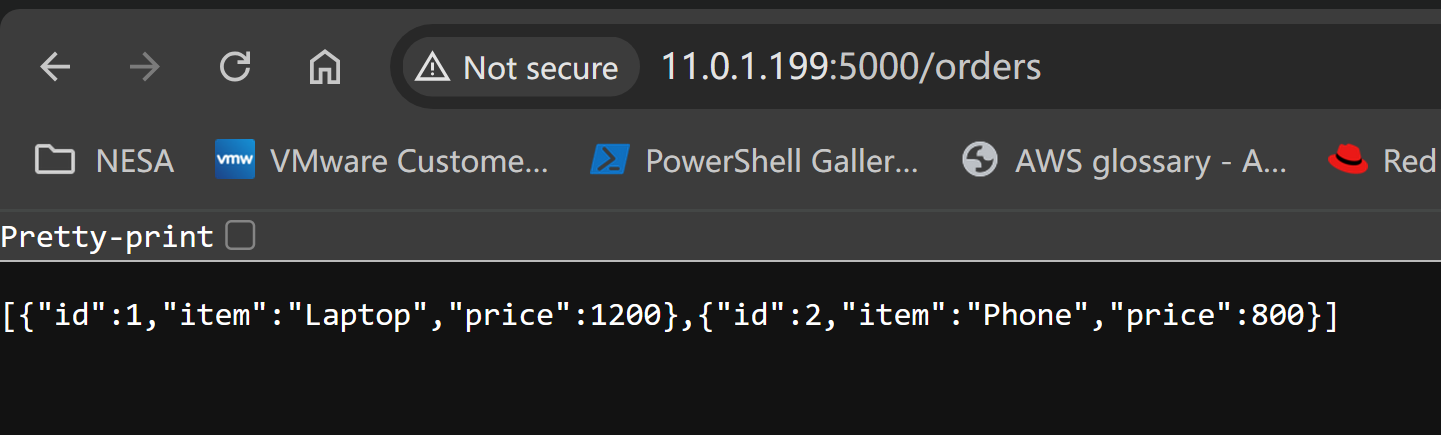 Not secure 11.0.1.199:5000/orders
NESA vmw VMware Custome... PowerShell Galler... AWS glossary - A... Red
Pretty-print
[{"id":1,"item":"Laptop","price":1200},{"id":2,"item":"Phone","price":800}]